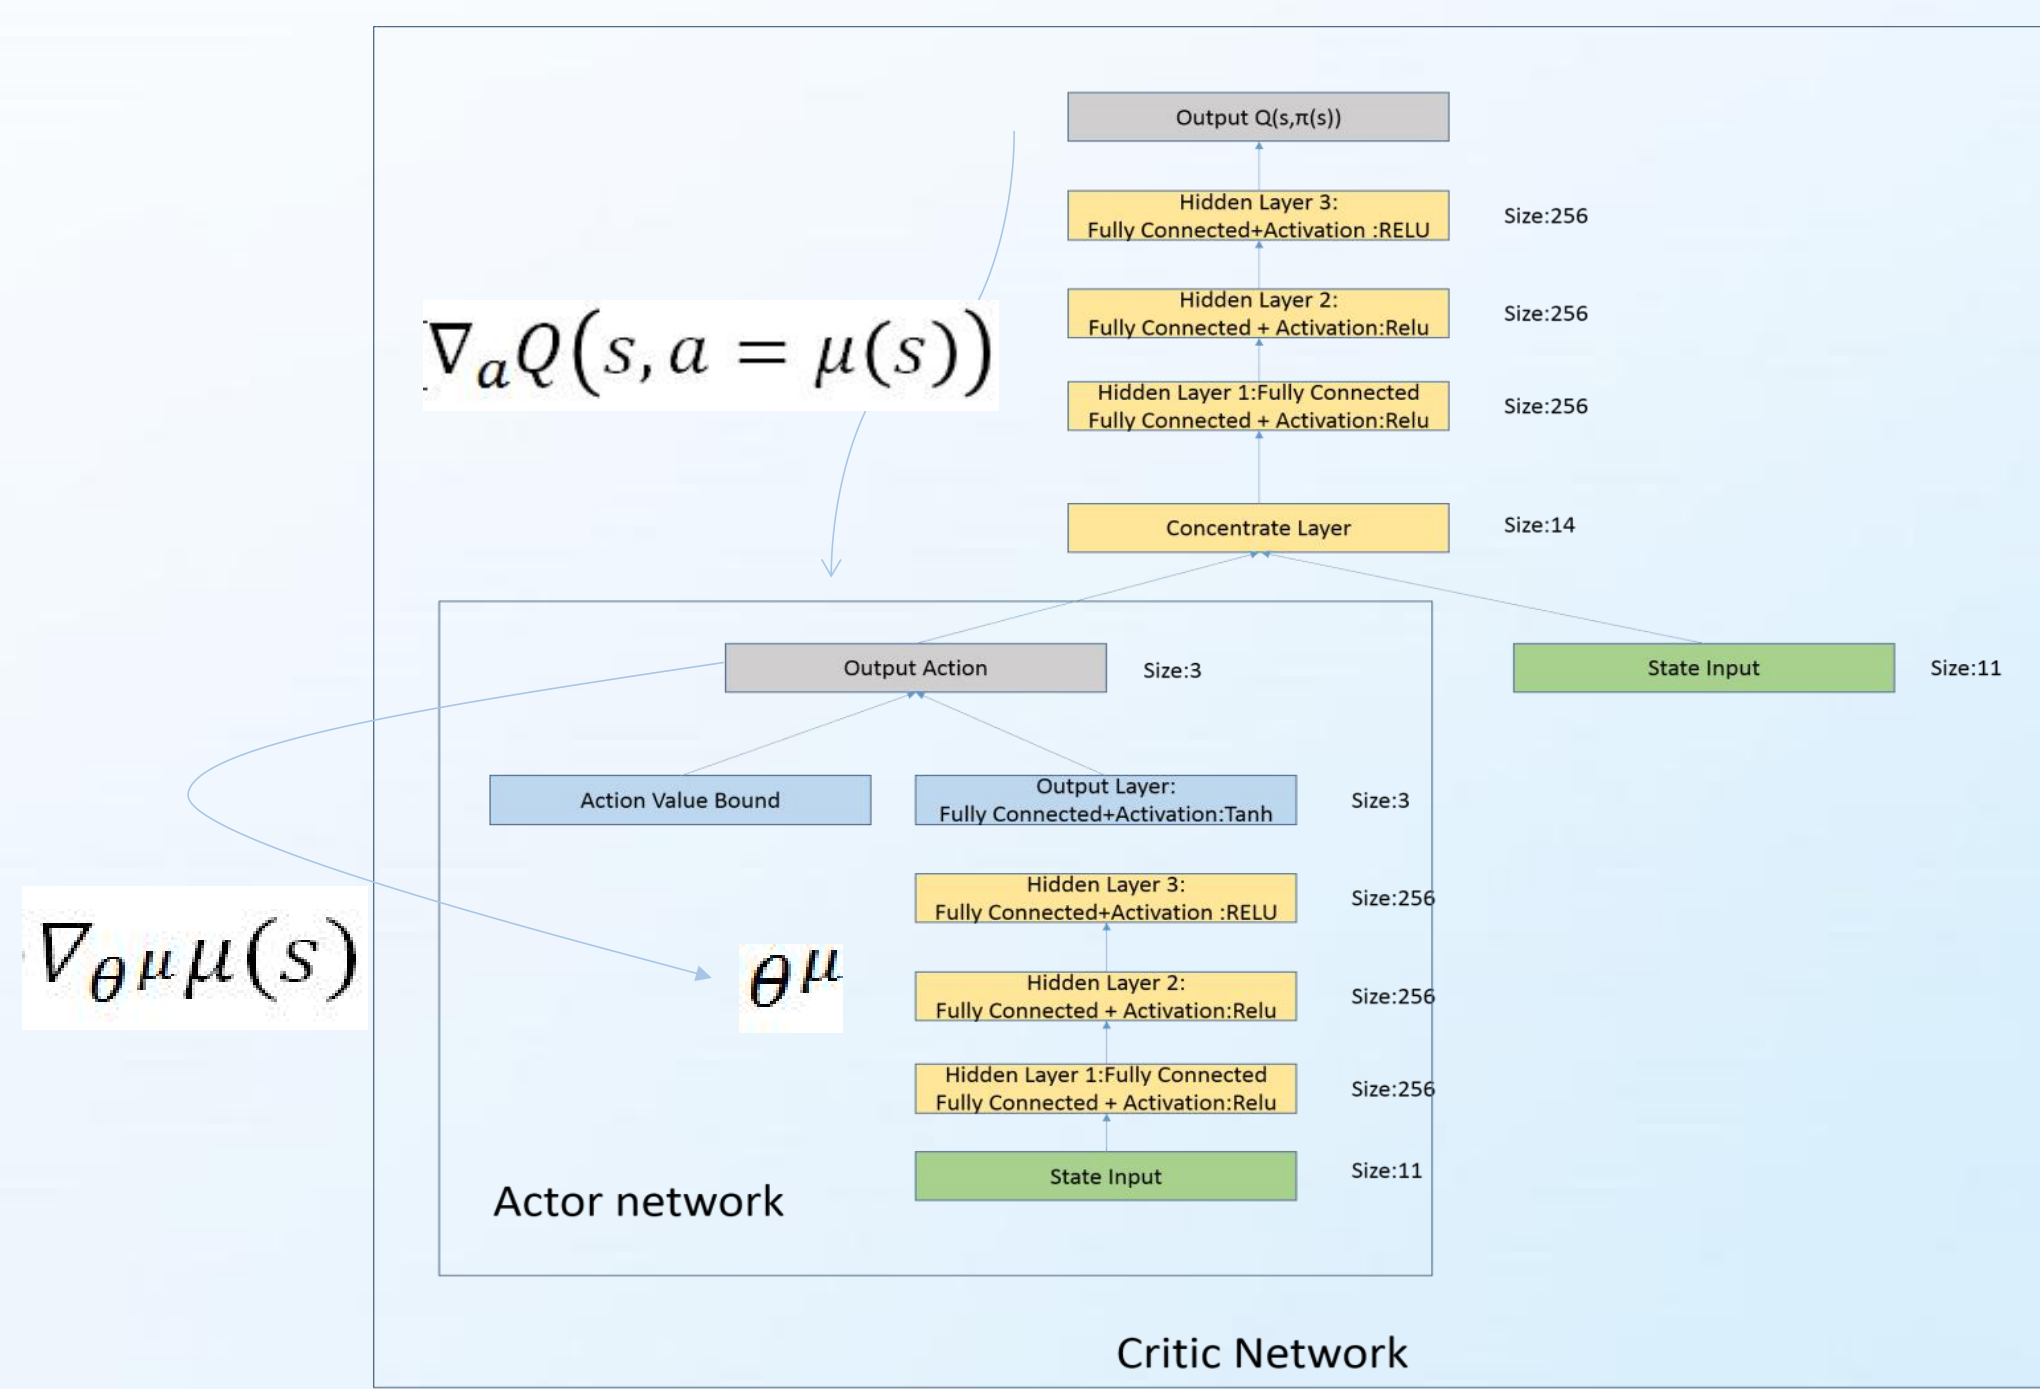 Output Q(s,π(s))
Hidden Layer 3:
Fully Connected+Activation :RELU
Size:256
Hidden Layer 2:
Fully Connected + Activation:Relu
Size:256
∇ₐQ(s, a = μ(s))
Hidden Layer 1:Fully Connected
Fully Connected + Activation:Relu
Size:256
Concentrate Layer
Size:14
Output Action
Size:3
State Input
Size:11
Action Value Bound
Output Layer:
Fully Connected+Activation:Tanh
Size:3
Hidden Layer 3:
Fully Connected+Activation :RELU
Size:256
∇_θ^μ μ(s)
θ^μ
Hidden Layer 2:
Fully Connected + Activation:Relu
Size:256
Hidden Layer 1:Fully Connected
Fully Connected + Activation:Relu
Size:256
State Input
Size:11
Actor network
Critic Network